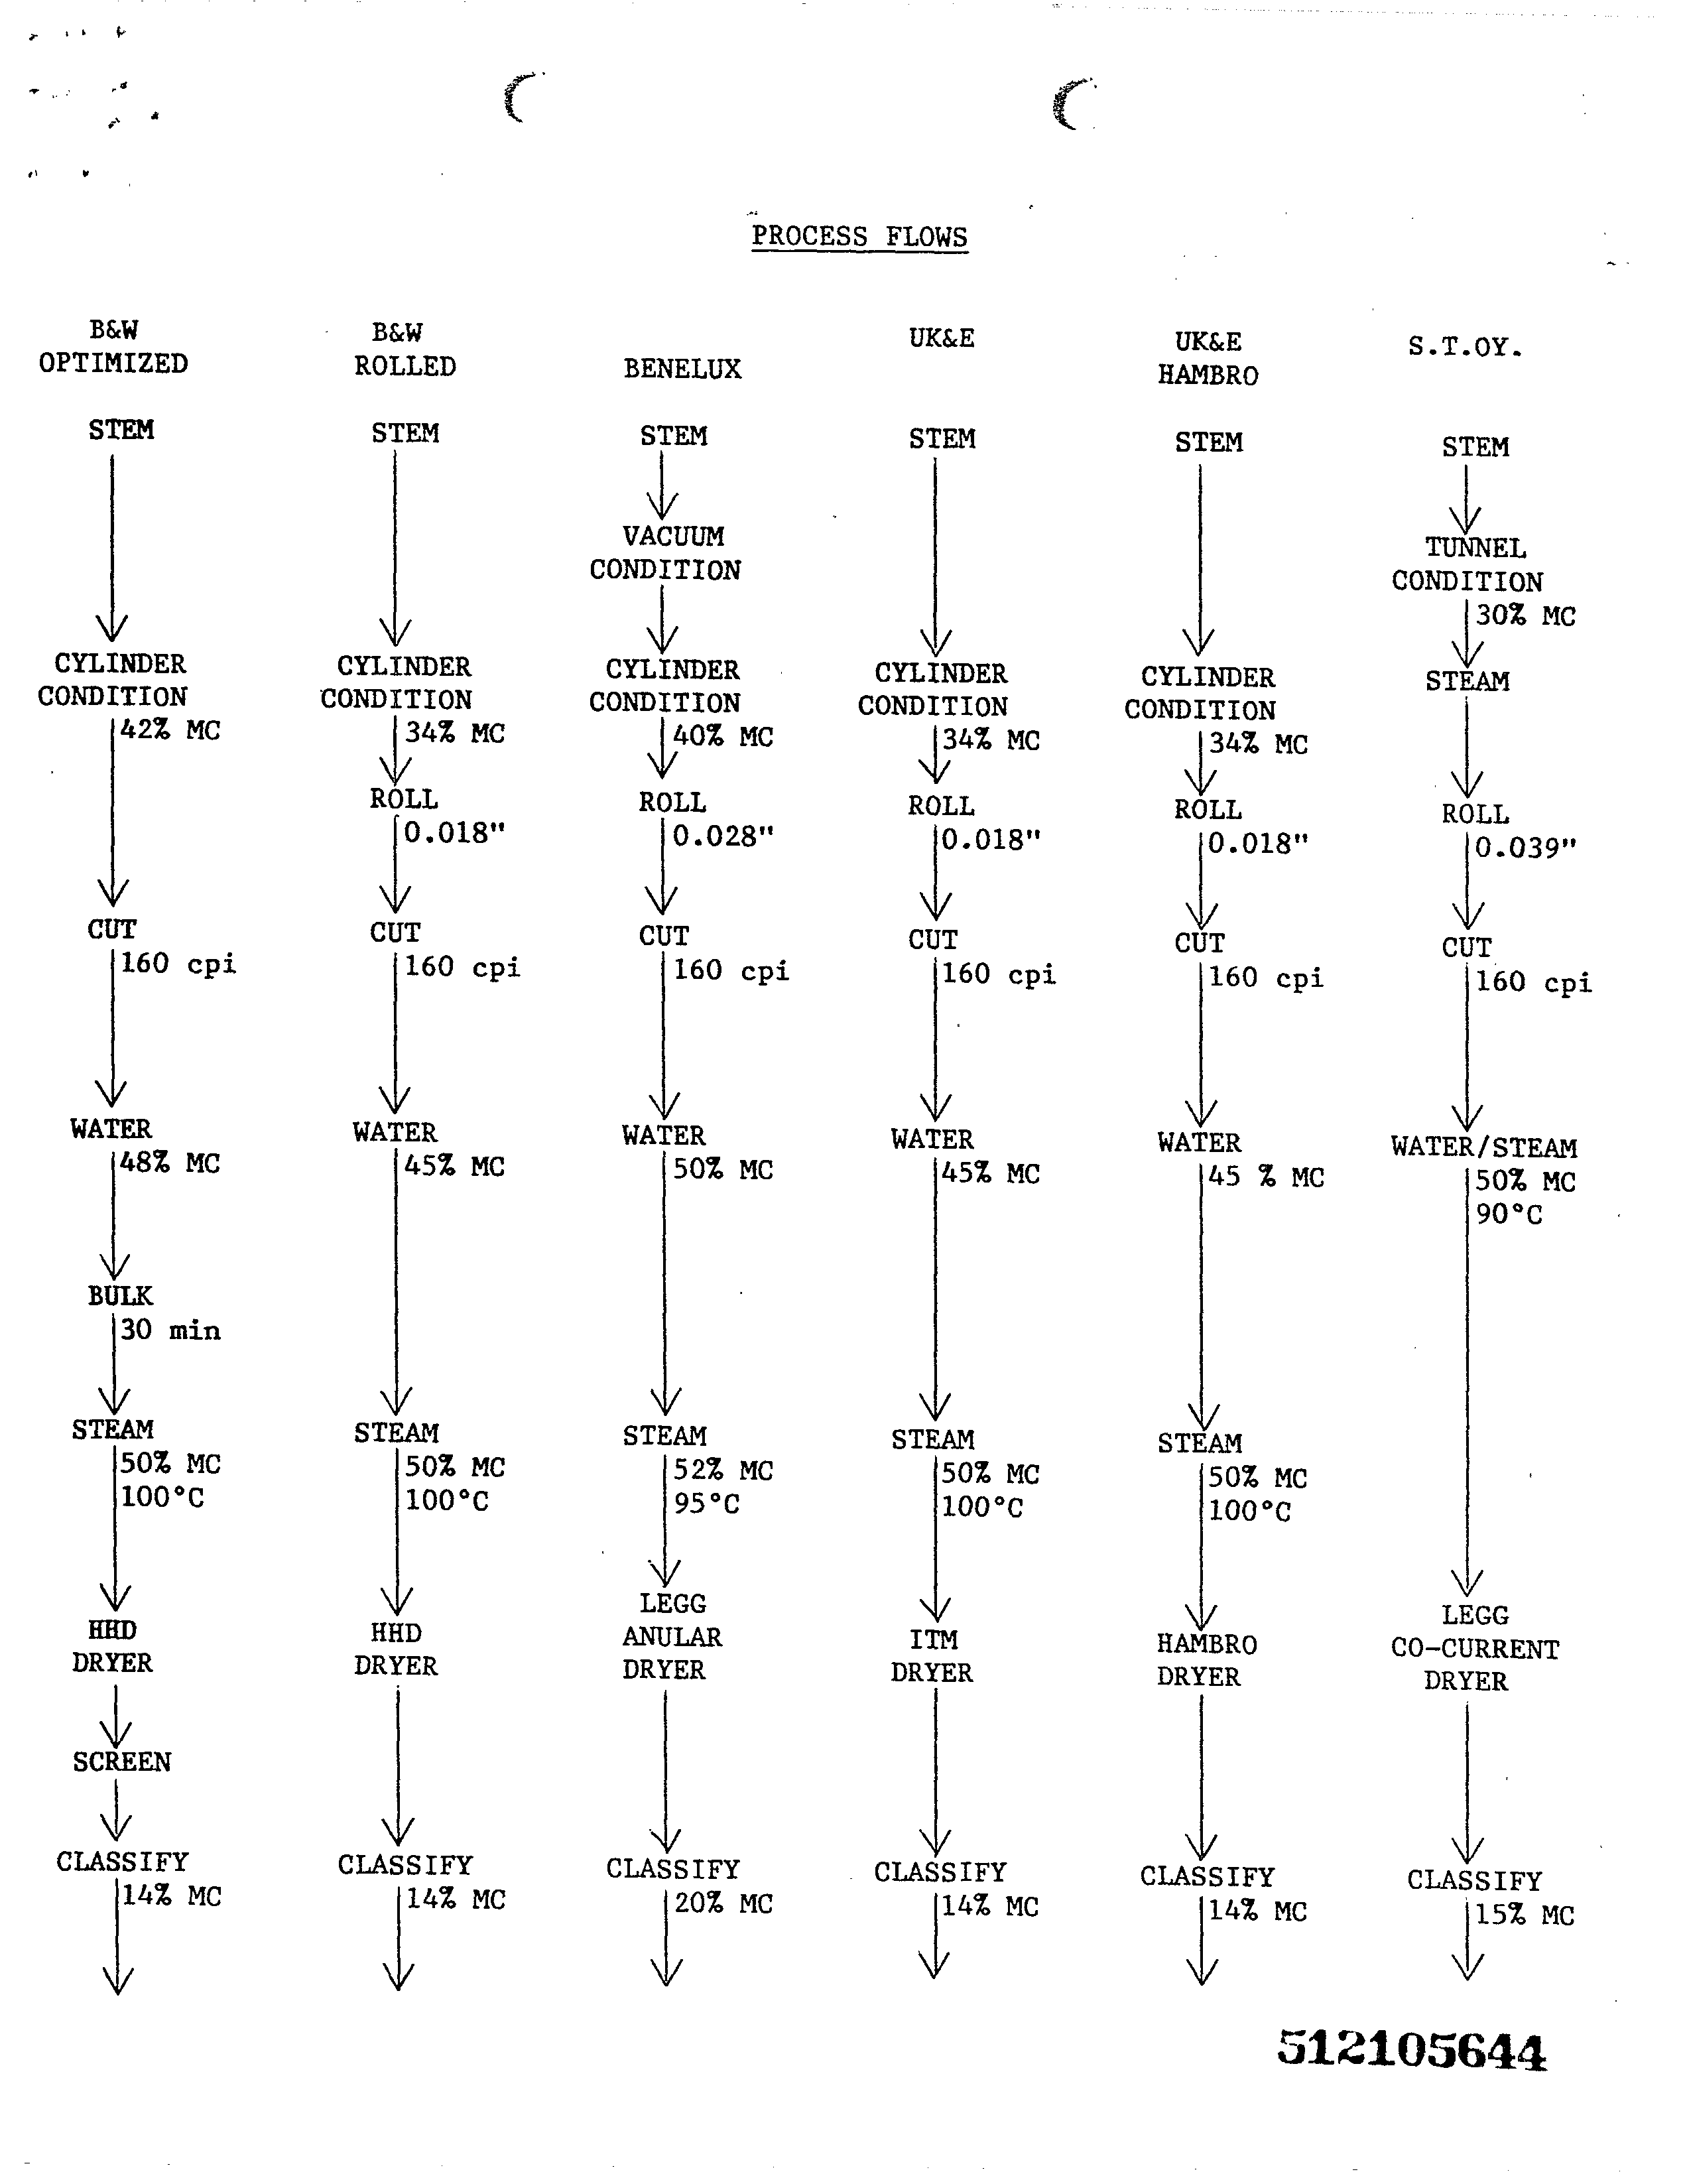 PROCESS FLOWS
B&W
OPTIMIZED
STEM
CYLINDER
CONDITION
42% MC
CUT
160 cpi
WATER
48% MC
BULK
30 min
STEAM
50% MC
100°C
HHD
DRYER
SCREEN
CLASSIFY
14% MC
B&W
ROLLED
STEM
CYLINDER
CONDITION
34% MC
ROLL
0.018"
CUT
160 cpi
WATER
45% MC
STEAM
50% MC
100°C
HHD
DRYER
CLASSIFY
14% MC
BENELUX
STEM
VACUUM
CONDITION
CYLINDER
CONDITION
40% MC
ROLL
0.028"
CUT
160 cpi
WATER
50% MC
STEAM
52% MC
95°C
LEGG
ANULAR
DRYER
CLASSIFY
20% MC
UK&E
STEM
CYLINDER
CONDITION
34% MC
ROLL
0.018"
CUT
160 cpi
WATER
45% MC
STEAM
50% MC
100°C
ITM
DRYER
CLASSIFY
14% MC
UK&E
HAMBRO
STEM
CYLINDER
CONDITION
34% MC
ROLL
0.018"
CUT
160 cpi
WATER
45 % MC
STEAM
50% MC
100°C
HAMBRO
DRYER
CLASSIFY
14% MC
S.T.OY.
STEM
TUNNEL
CONDITION
30% MC
STEAM
ROLL
0.039"
CUT
160 cpi
WATER/STEAM
50% MC
90°C
LEGG
CO-CURRENT
DRYER
CLASSIFY
15% MC
512105644